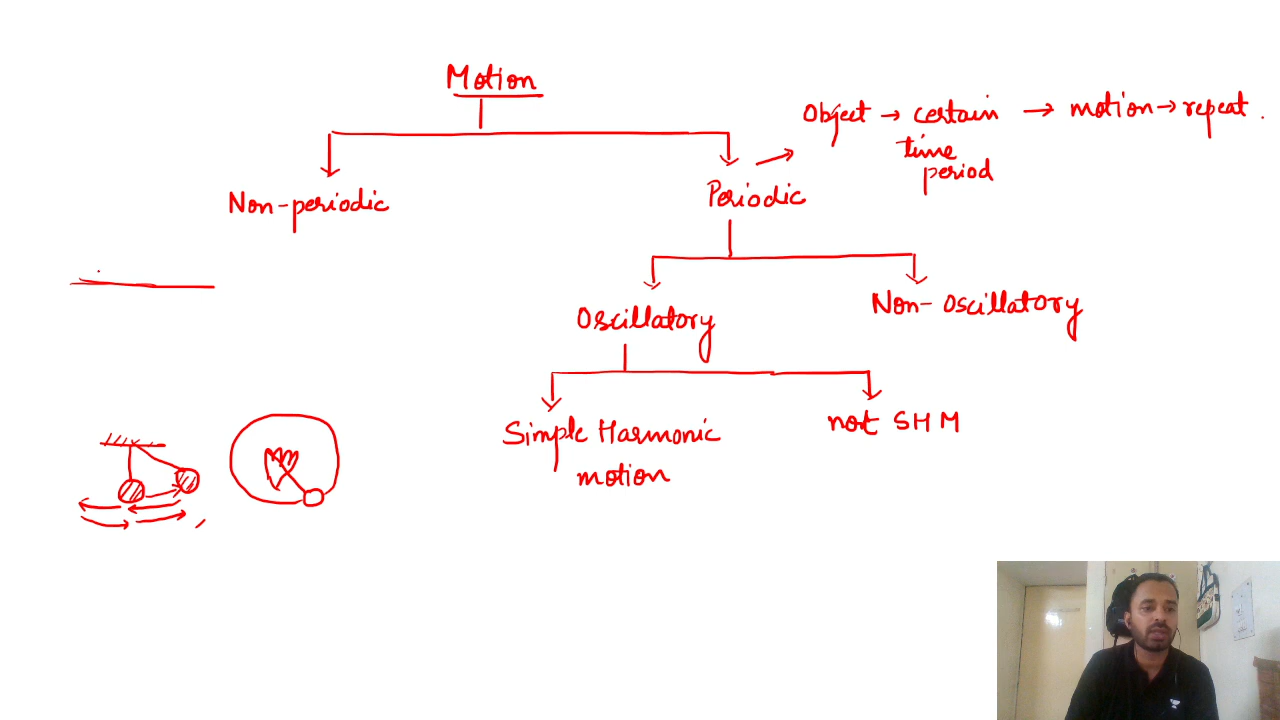 Motion
Object → certain → motion → repeat.
time
period
Non-periodic
Periodic
Oscillatory
Non-Oscillatory
Simple Harmonic
motion
not SHM